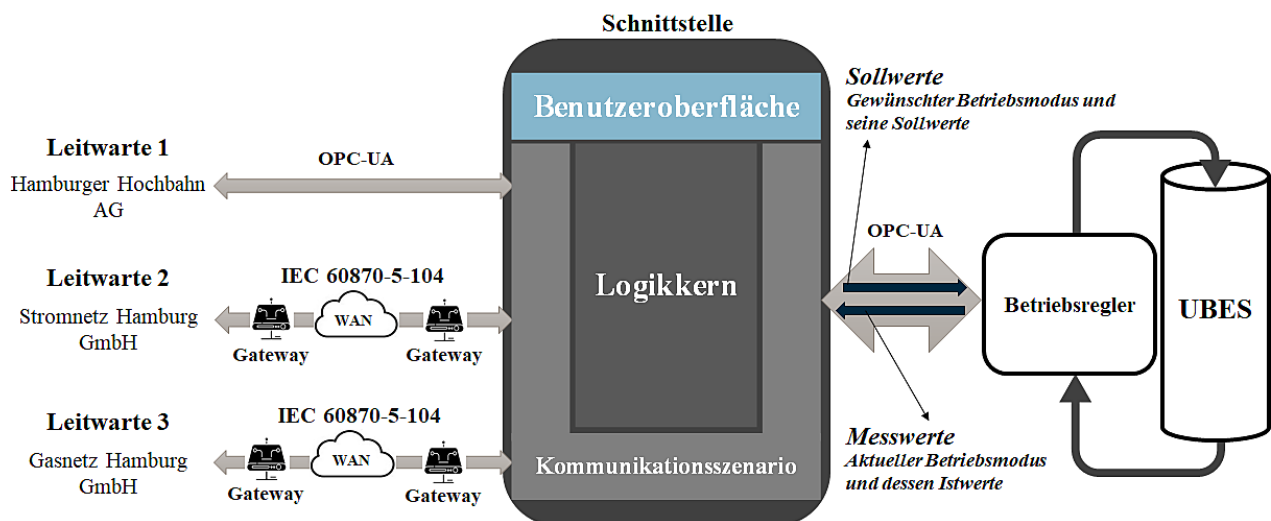 Schnittstelle
Benutzeroberfläche
Logikkern
Kommunikationsszenario
Leitwarte 1
Hamburger Hochbahn
AG
OPC-UA
Leitwarte 2
Stromnetz Hamburg
GmbH
IEC 60870-5-104
Gateway
WAN
Gateway
Leitwarte 3
Gasnetz Hamburg
GmbH
IEC 60870-5-104
Gateway
WAN
Gateway
Sollwerte
Gewünschter Betriebsmodus und
seine Sollwerte
OPC-UA
Messwerte
Aktueller Betriebsmodus
und dessen Istwerte
Betriebsregler
UBES